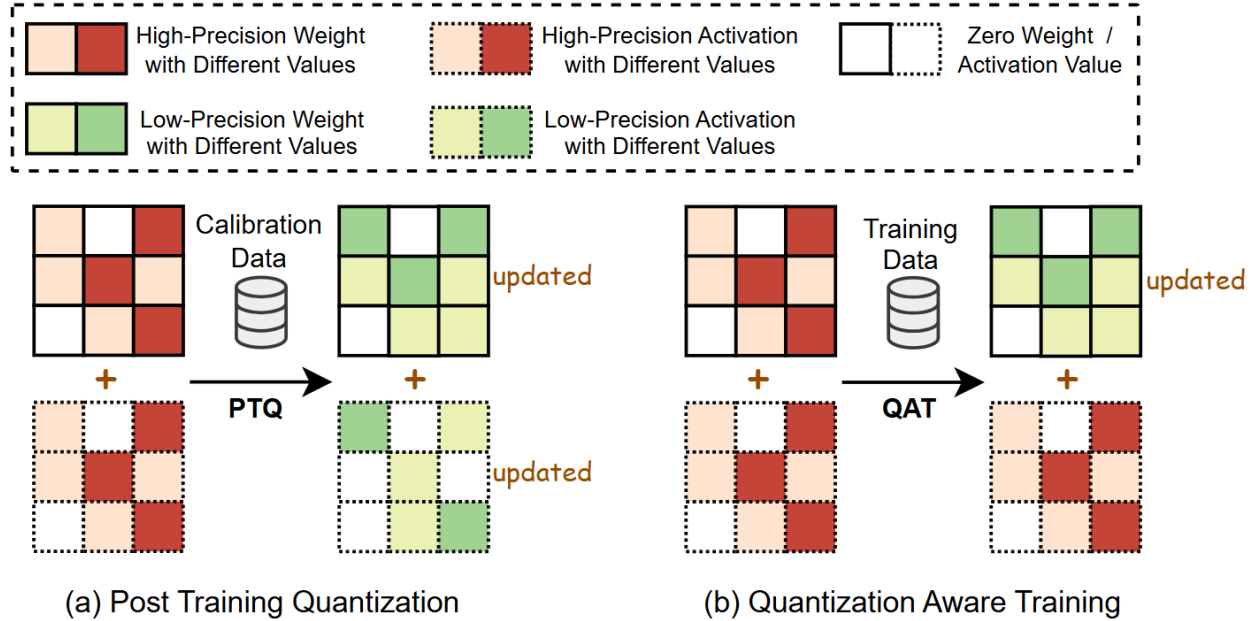 High-Precision Weight
with Different Values
High-Precision Activation
with Different Values
Zero Weight /
Activation Value
Low-Precision Weight
with Different Values
Low-Precision Activation
with Different Values
Calibration
Data
updated
+
+
PTQ
updated
(a) Post Training Quantization
Training
Data
updated
+
+
QAT
(b) Quantization Aware Training